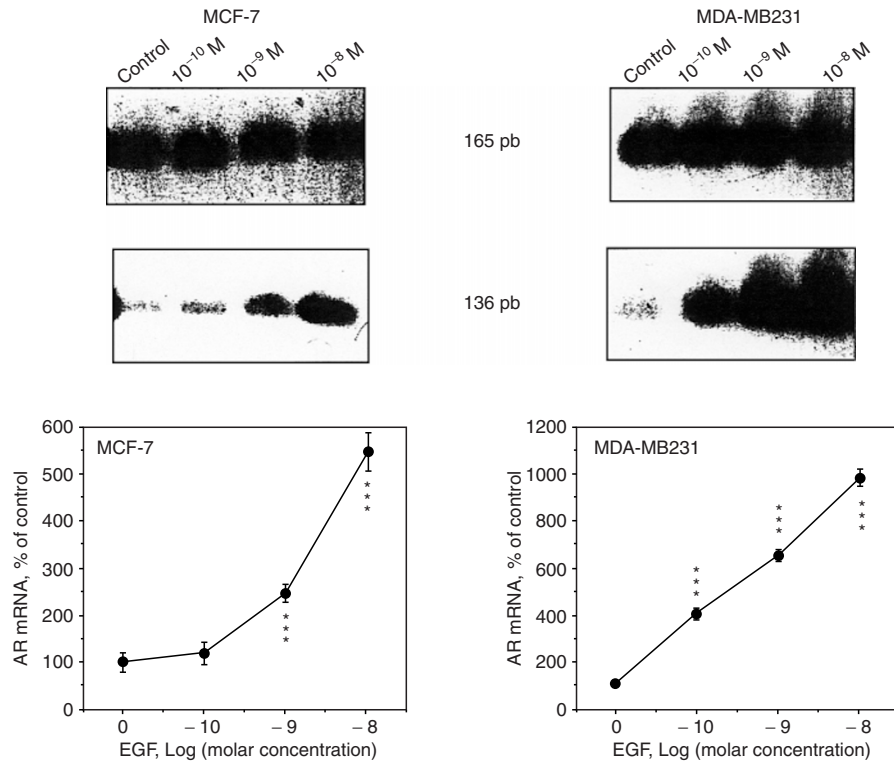 MCF-7
Control 10⁻¹⁰ M 10⁻⁹ M 10⁻⁸ M
MDA-MB231
Control 10⁻¹⁰ M 10⁻⁹ M 10⁻⁸ M
165 pb
136 pb
MCF-7
AR mRNA, % of control
600
500
400
300
200
100
0
***
***
0 −10 −9 −8
EGF, Log (molar concentration)
MDA-MB231
AR mRNA, % of control
1200
1000
800
600
400
200
0
***
***
***
0 −10 −9 −8
EGF, Log (molar concentration)